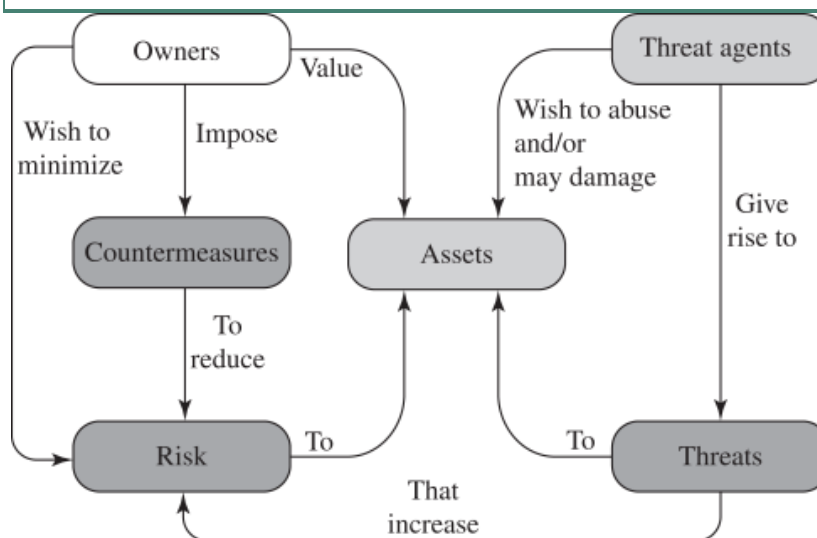 Owners
Value
Threat agents
Wish to
minimize
Impose
Wish to abuse
and/or
may damage
Give
rise to
Countermeasures
Assets
To
reduce
Risk
To
To
Threats
That
increase